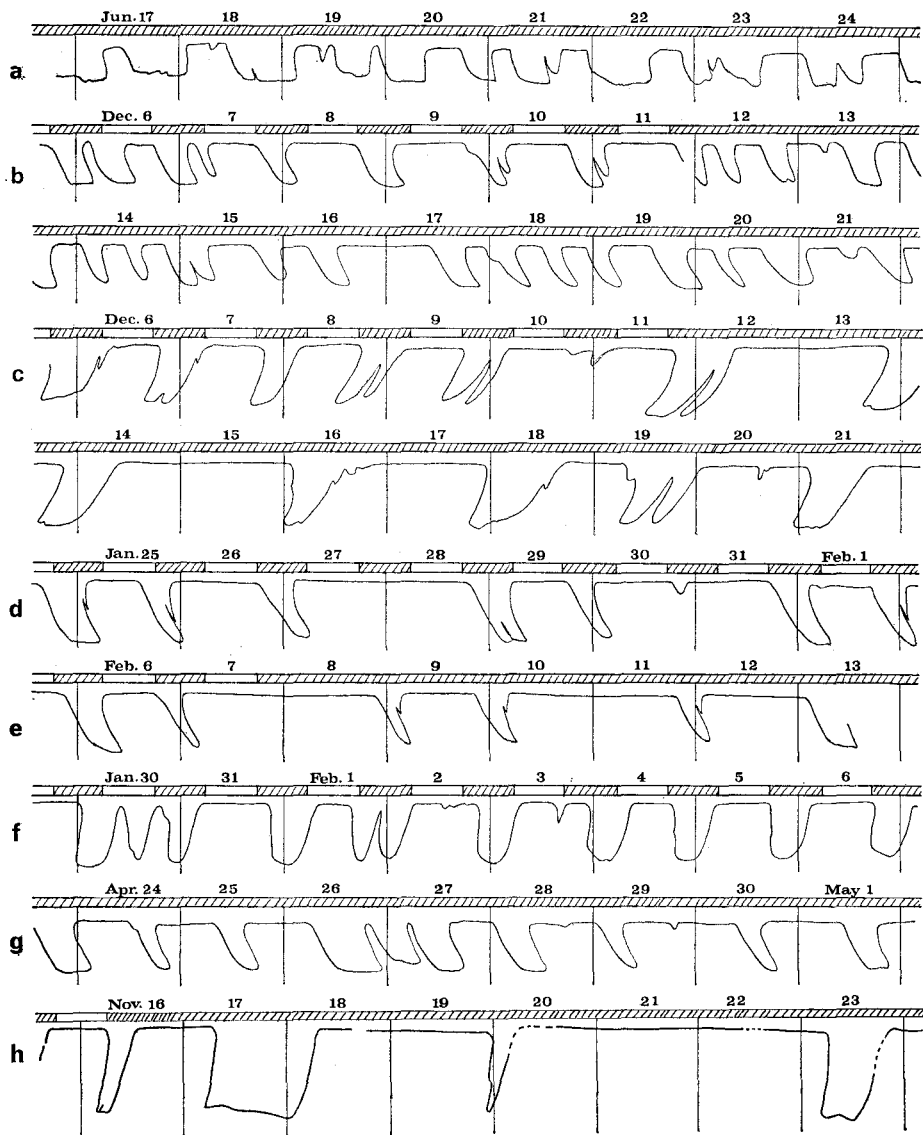 Jun. 17 18 19 20 21 22 23 24
a
Dec. 6 7 8 9 10 11 12 13
b
14 15 16 17 18 19 20 21
Dec. 6 7 8 9 10 11 12 13
c
14 15 16 17 18 19 20 21
Jan. 25 26 27 28 29 30 31 Feb. 1
d
Feb. 6 7 8 9 10 11 12 13
e
Jan. 30 31 Feb. 1 2 3 4 5 6
f
Apr. 24 25 26 27 28 29 30 May 1
g
Nov. 16 17 18 19 20 21 22 23
h